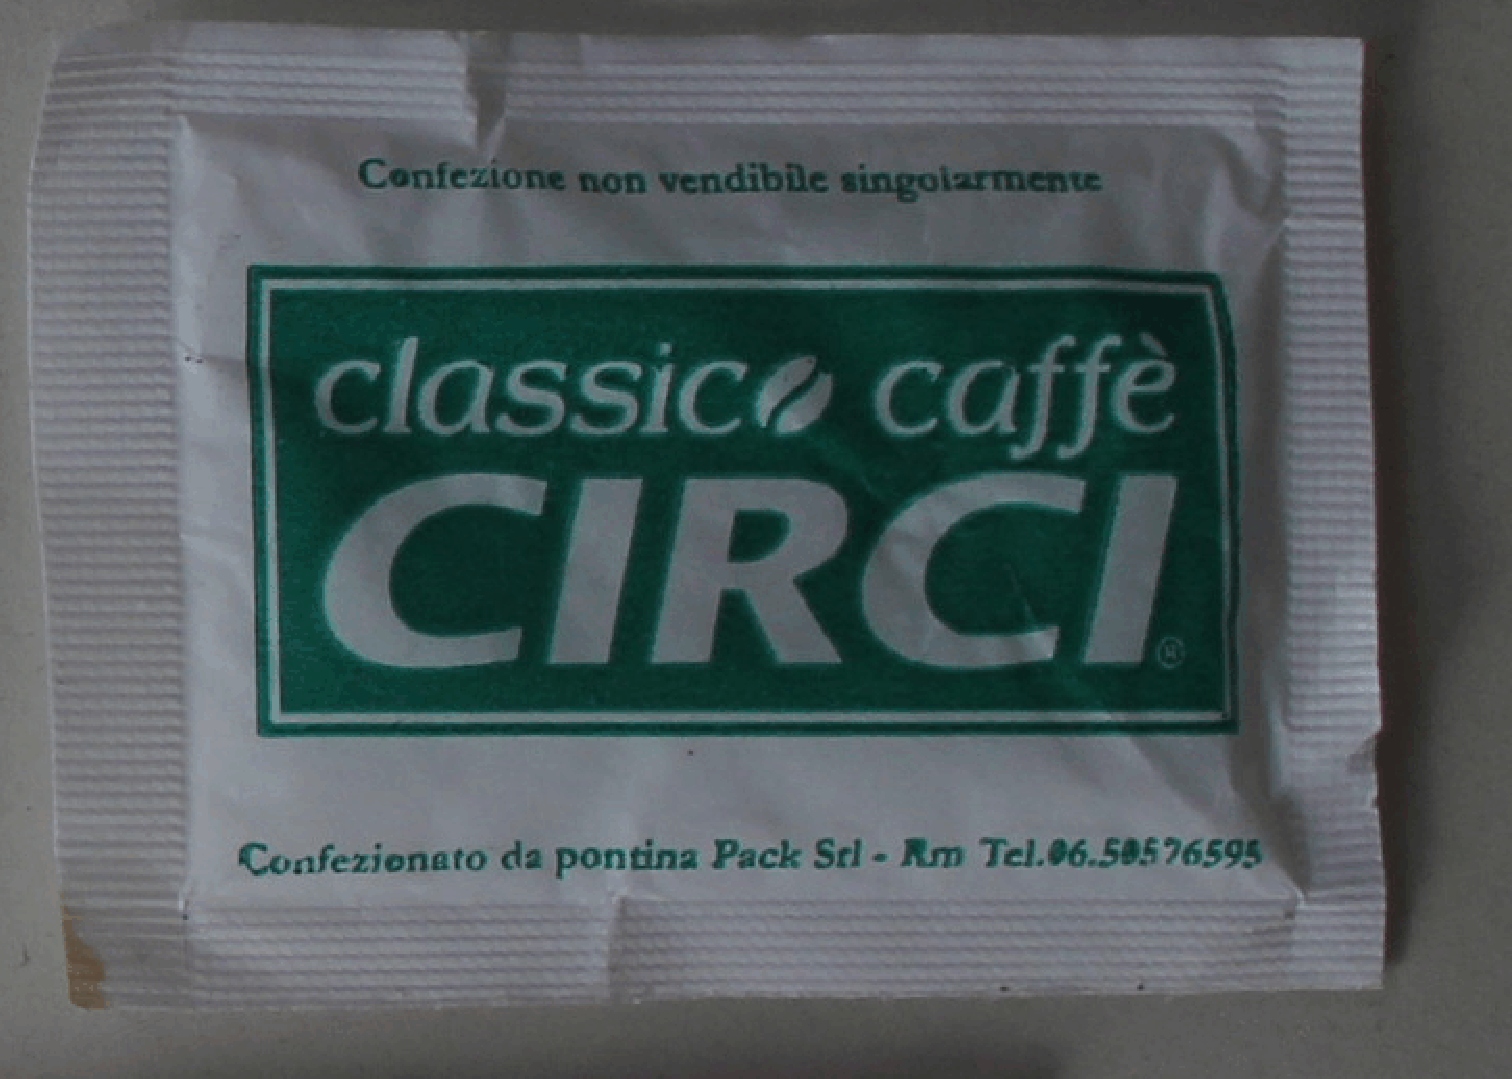 Confezione non vendibile singolarmente
classico caffè
CIRCI
®
Confezionato da pontina Pack Srl - Rm Tel.06.50576595